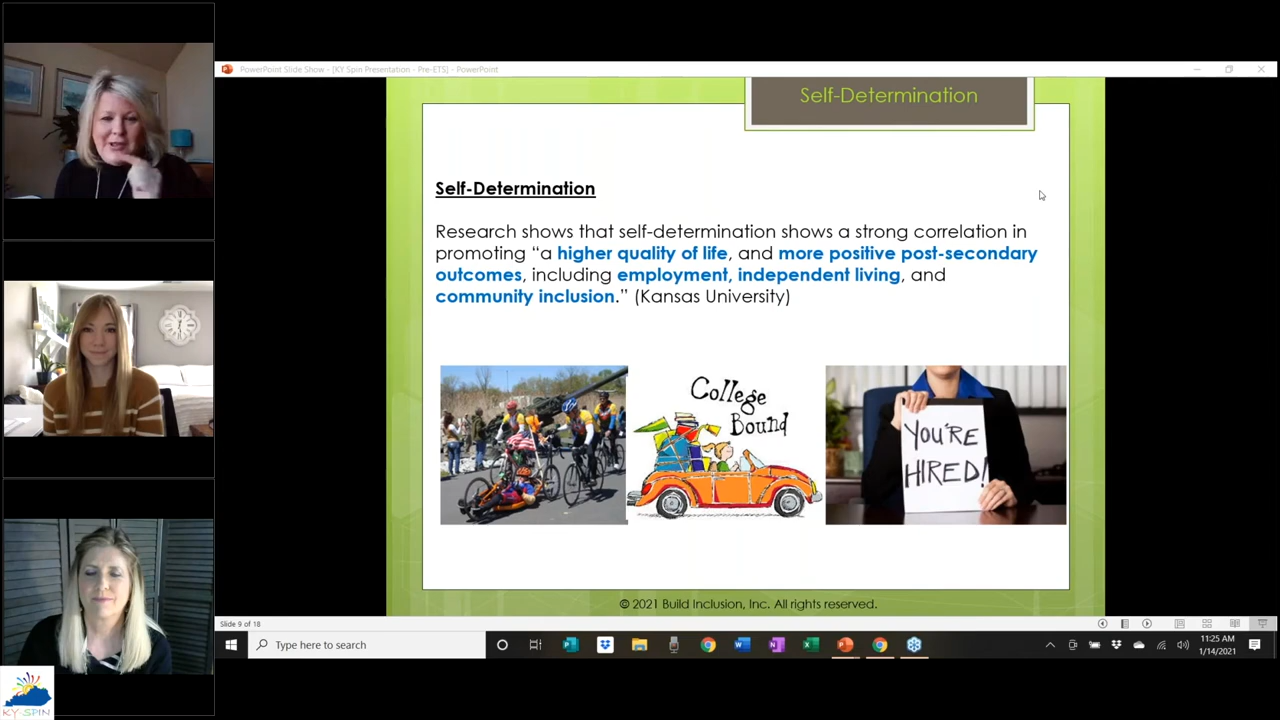 PowerPoint Slide Show - [KY Spin Presentation - Pre-ETS] - PowerPoint
Self-Determination
Self-Determination
Research shows that self-determination shows a strong correlation in
promoting “a higher quality of life, and more positive post-secondary
outcomes, including employment, independent living, and
community inclusion.” (Kansas University)
College
Bound
YOU'RE
HIRED!
© 2021 Build Inclusion, Inc. All rights reserved.
Slide 9 of 18
Type here to search
11:25 AM
1/14/2021
KY-SPIN